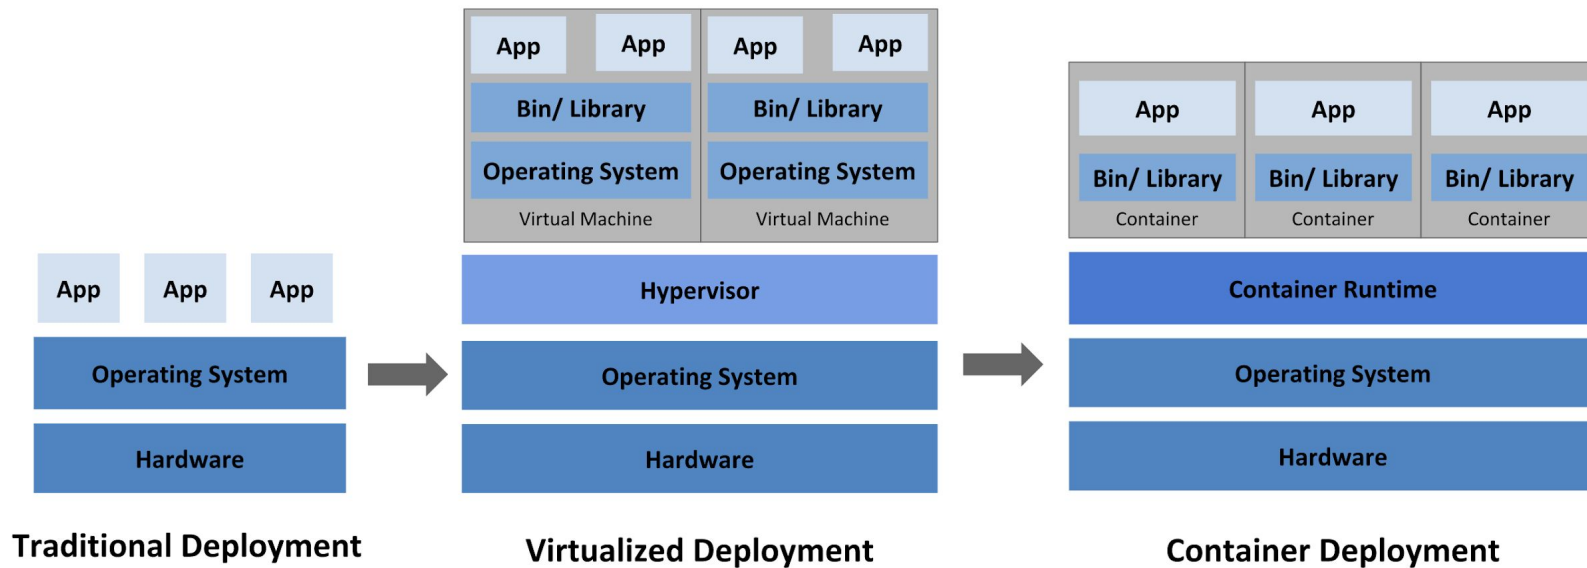 App
App
App
Operating System
Hardware
Traditional Deployment
App
App
App
App
Bin/ Library
Bin/ Library
Operating System
Operating System
Virtual Machine
Virtual Machine
Hypervisor
Operating System
Hardware
Virtualized Deployment
App
App
App
Bin/ Library
Bin/ Library
Bin/ Library
Container
Container
Container
Container Runtime
Operating System
Hardware
Container Deployment